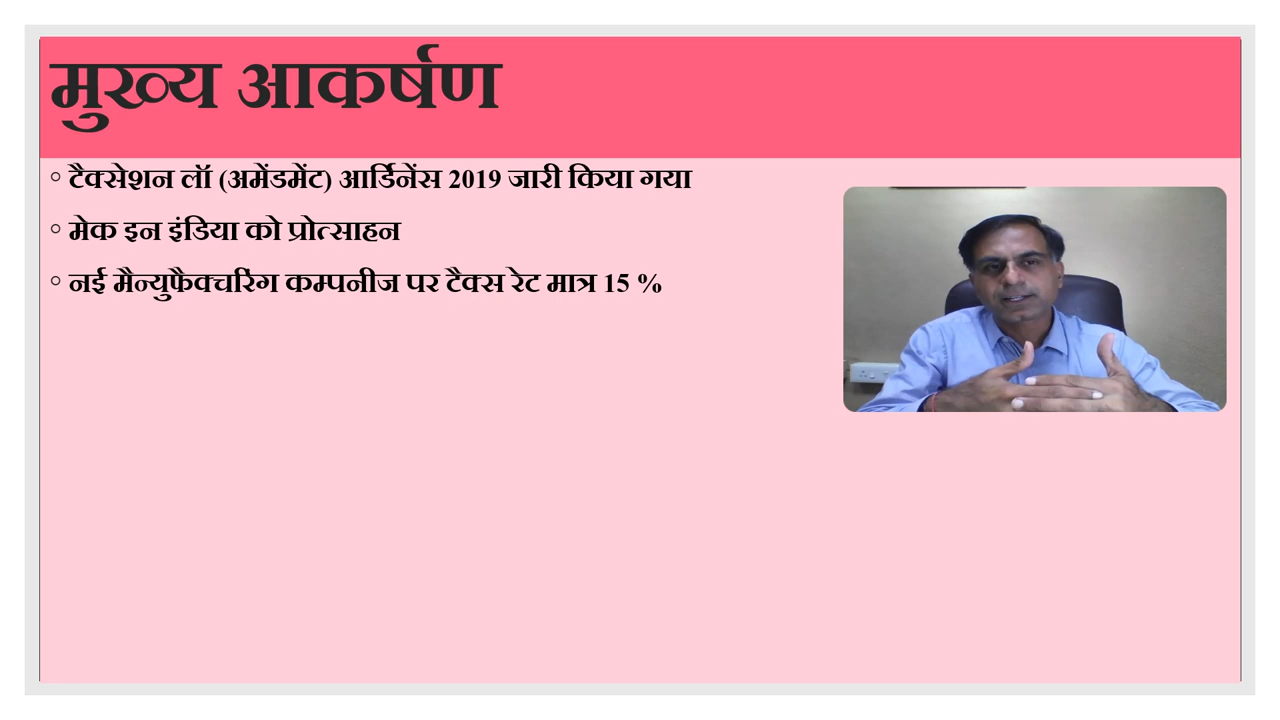 मुख्य आकर्षण
◦ टैक्सेशन लॉ (अमेंडमेंट) आर्डिनेंस 2019 जारी किया गया
◦ मेक इन इंडिया को प्रोत्साहन
◦ नई मैन्युफैक्चरिंग कम्पनीज पर टैक्स रेट मात्र 15 %